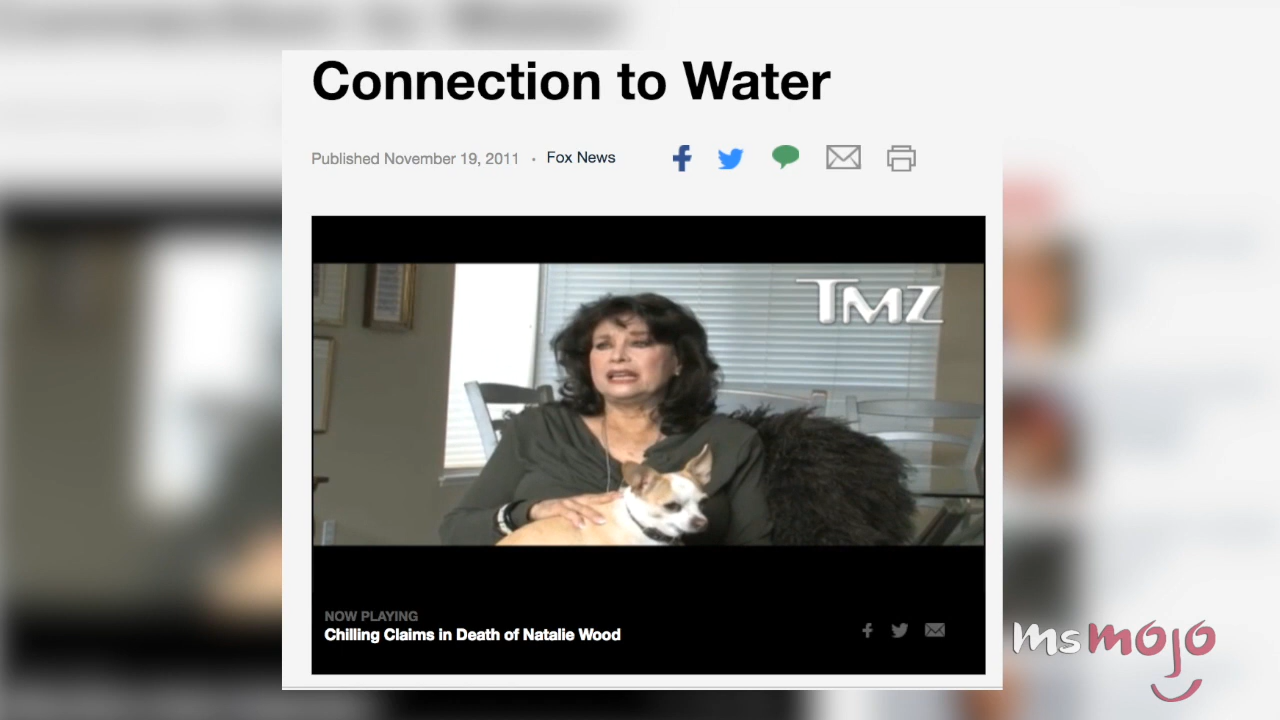 Connection to Water
Published November 19, 2011 · Fox News
TMZ
NOW PLAYING
Chilling Claims in Death of Natalie Wood
msmojo